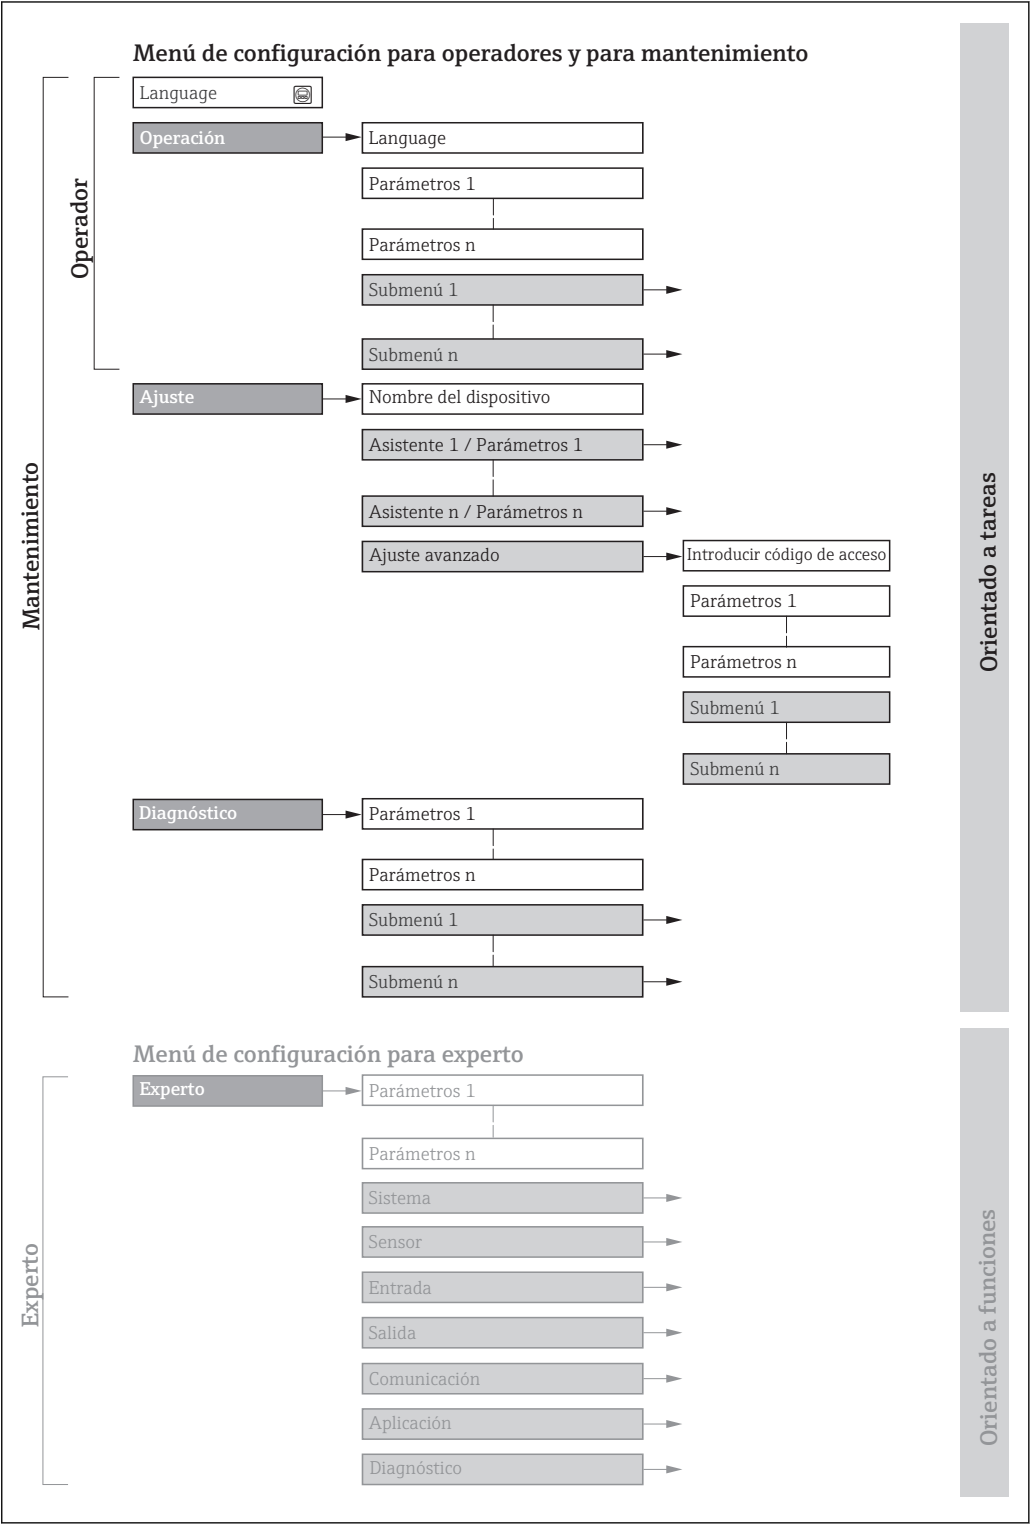 Menú de configuración para operadores y para mantenimiento
Mantenimiento
Operador
Language
Operación
Language
Parámetros 1
Parámetros n
Submenú 1
Submenú n
Ajuste
Nombre del dispositivo
Asistente 1 / Parámetros 1
Asistente n / Parámetros n
Ajuste avanzado
Introducir código de acceso
Parámetros 1
Parámetros n
Submenú 1
Submenú n
Diagnóstico
Parámetros 1
Parámetros n
Submenú 1
Submenú n
Orientado a tareas
Menú de configuración para experto
Experto
Experto
Parámetros 1
Parámetros n
Sistema
Sensor
Entrada
Salida
Comunicación
Aplicación
Diagnóstico
Orientado a funciones